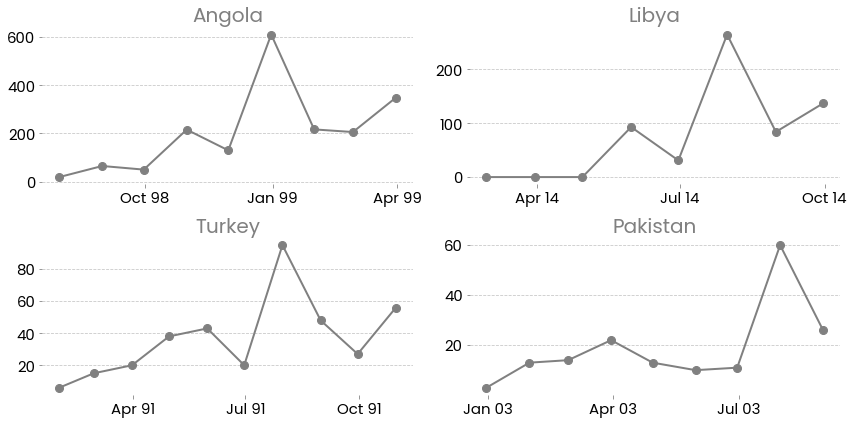 Angola
600
400
200
0
Oct 98
Jan 99
Apr 99
Libya
200
100
0
Apr 14
Jul 14
Oct 14
Turkey
80
60
40
20
Apr 91
Jul 91
Oct 91
Pakistan
60
40
20
Jan 03
Apr 03
Jul 03